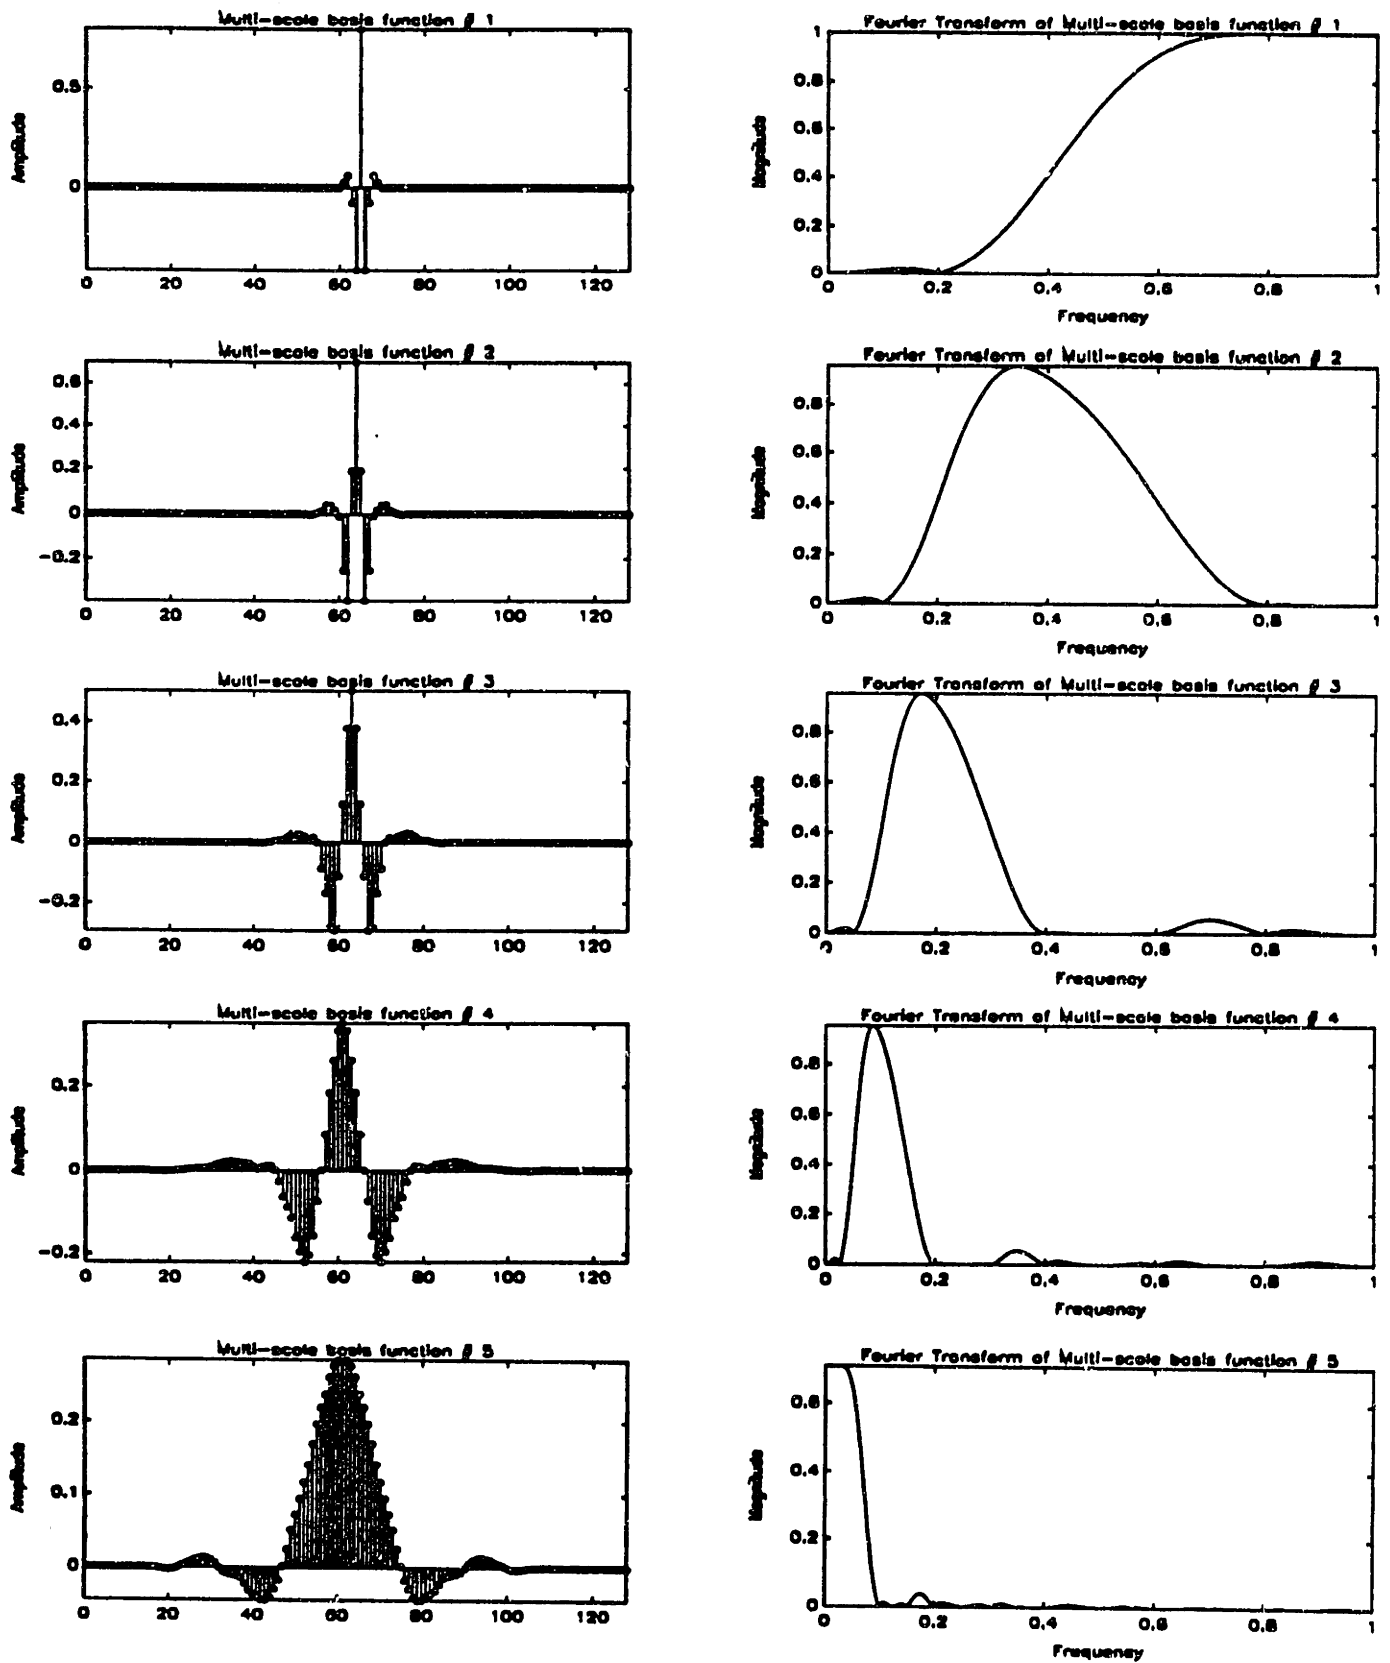 Multi-scale basis function # 1
Amplitude
0.5
0
0 20 40 60 80 100 120
Fourier Transform of Multi-scale basis function # 1
Magnitude
1
0.8
0.6
0.4
0.2
0
0 0.2 0.4 0.6 0.8 1
Frequency
Multi-scale basis function # 2
Amplitude
0.6
0.4
0.2
0
-0.2
0 20 40 60 80 100 120
Fourier Transform of Multi-scale basis function # 2
Magnitude
0.8
0.6
0.4
0.2
0
0 0.2 0.4 0.6 0.8 1
Frequency
Multi-scale basis function # 3
Amplitude
0.4
0.2
0
-0.2
0 20 40 60 80 100 120
Fourier Transform of Multi-scale basis function # 3
Magnitude
0.8
0.6
0.4
0.2
0
0 0.2 0.4 0.6 0.8 1
Frequency
Multi-scale basis function # 4
Amplitude
0.2
0
-0.2
0 20 40 60 80 100 120
Fourier Transform of Multi-scale basis function # 4
Magnitude
0.8
0.6
0.4
0.2
0
0 0.2 0.4 0.6 0.8 1
Frequency
Multi-scale basis function # 5
Amplitude
0.2
0.1
0
0 20 40 60 80 100 120
Fourier Transform of Multi-scale basis function # 5
Magnitude
0.6
0.4
0.2
0
0 0.2 0.4 0.6 0.8 1
Frequency